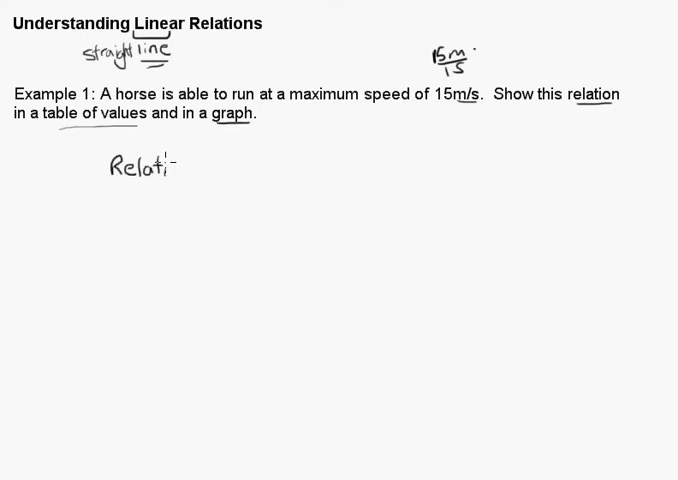 Understanding Linear Relations
straight line
15m
1s
Example 1: A horse is able to run at a maximum speed of 15m/s. Show this relation
in a table of values and in a graph.
Relati